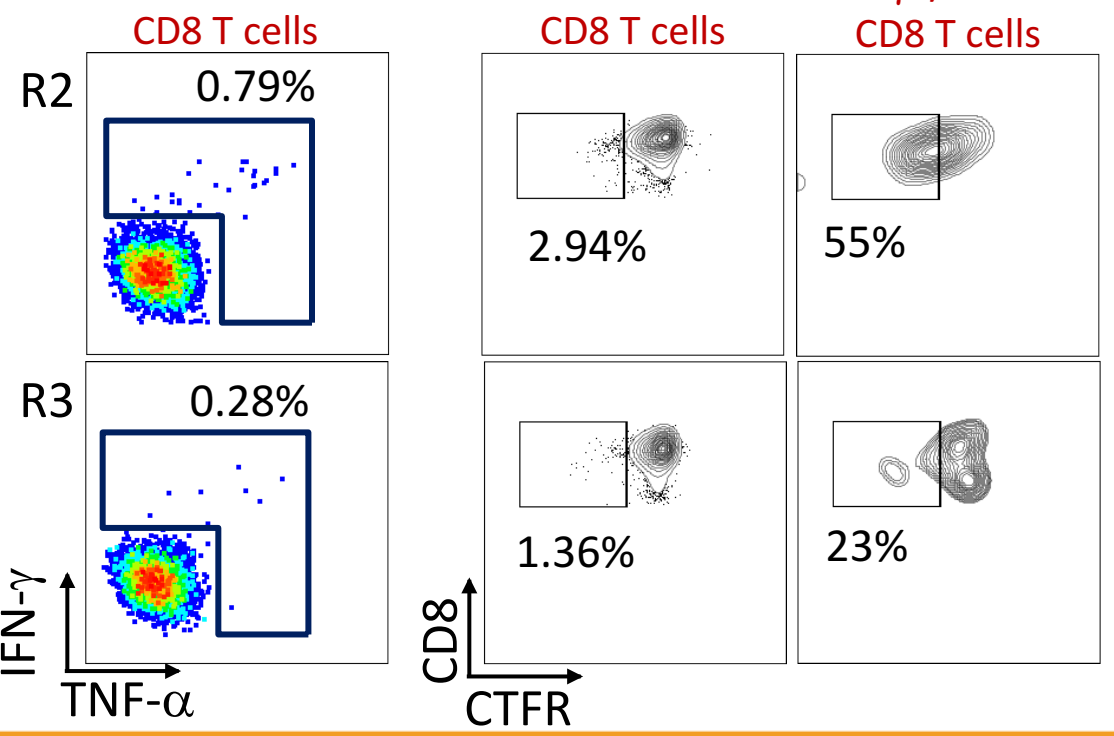 CD8 T cells
CD8 T cells
CD8 T cells
R2
0.79%
2.94%
55%
R3
0.28%
1.36%
23%
IFN-γ
TNF-α
CD8
CTFR